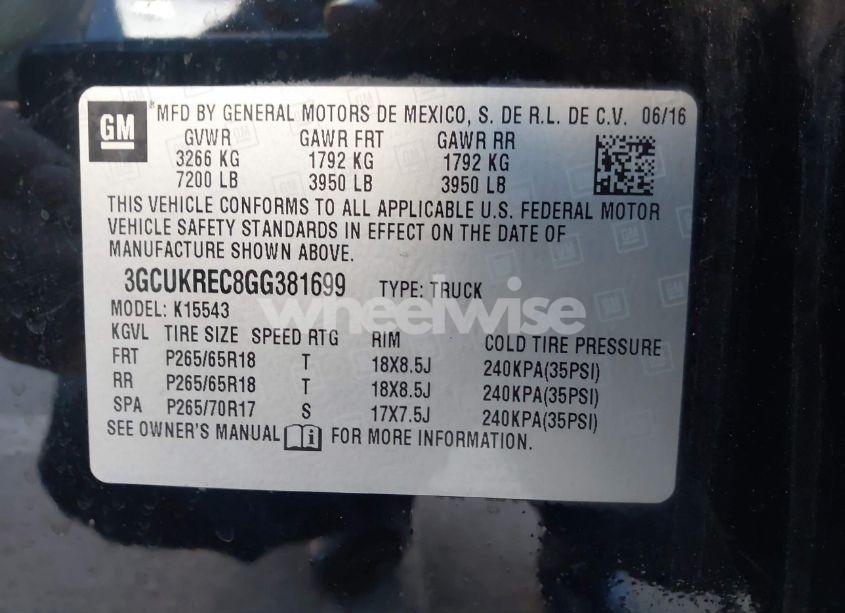 GM
®MFD BY GENERAL MOTORS DE MEXICO, S. DE R.L. DE C.V. 06/16
GVWR GAWR FRT GAWR RR
3266 KG 1792 KG 1792 KG
7200 LB 3950 LB 3950 LB
THIS VEHICLE CONFORMS TO ALL APPLICABLE U.S. FEDERAL MOTOR
VEHICLE SAFETY STANDARDS IN EFFECT ON THE DATE OF
MANUFACTURE SHOWN ABOVE.
3GCUKREC8GG381699 TYPE: TRUCK
wheelwise
MODEL: K15543
KGVL TIRE SIZE SPEED RTG RIM COLD TIRE PRESSURE
FRT P265/65R18 T 18X8.5J 240KPA(35PSI)
RR P265/65R18 T 18X8.5J 240KPA(35PSI)
SPA P265/70R17 S 17X7.5J 240KPA(35PSI)
SEE OWNER'S MANUAL i FOR MORE INFORMATION.